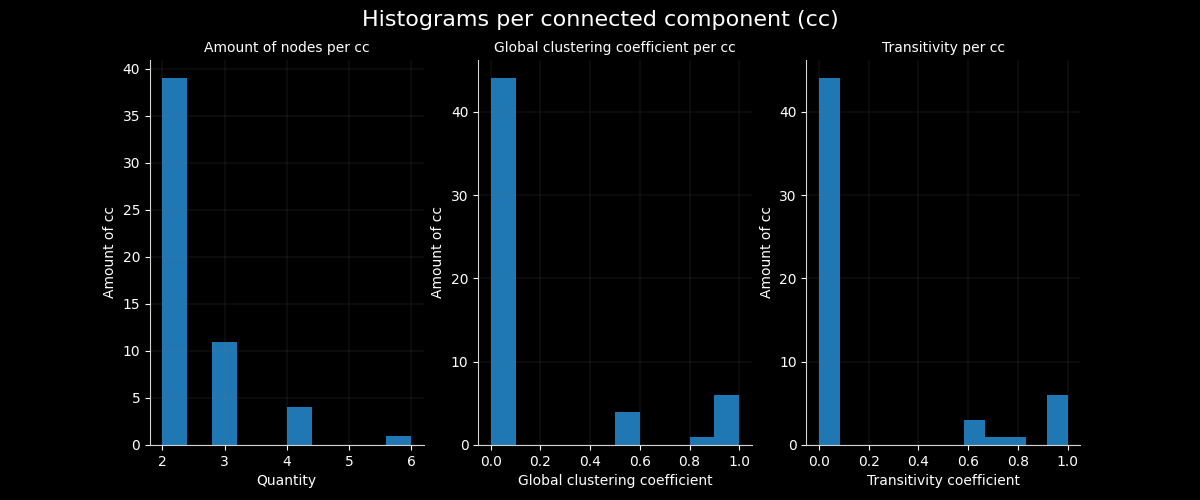 Histograms per connected component (cc)
Amount of nodes per cc
Amount of cc
40
35
30
25
20
15
10
5
0
2 3 4 5 6
Quantity
Global clustering coefficient per cc
Amount of cc
40
30
20
10
0
0.0 0.2 0.4 0.6 0.8 1.0
Global clustering coefficient
Transitivity per cc
Amount of cc
40
30
20
10
0
0.0 0.2 0.4 0.6 0.8 1.0
Transitivity coefficient